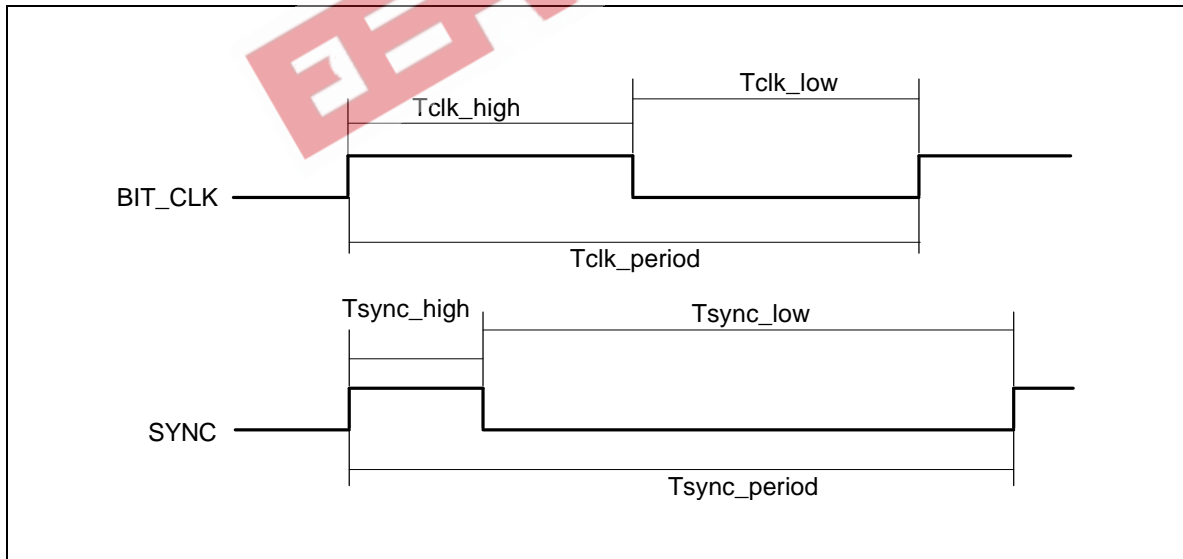 Tclk_low
Tclk_high
BIT_CLK
Tclk_period
Tsync_high
Tsync_low
SYNC
Tsync_period